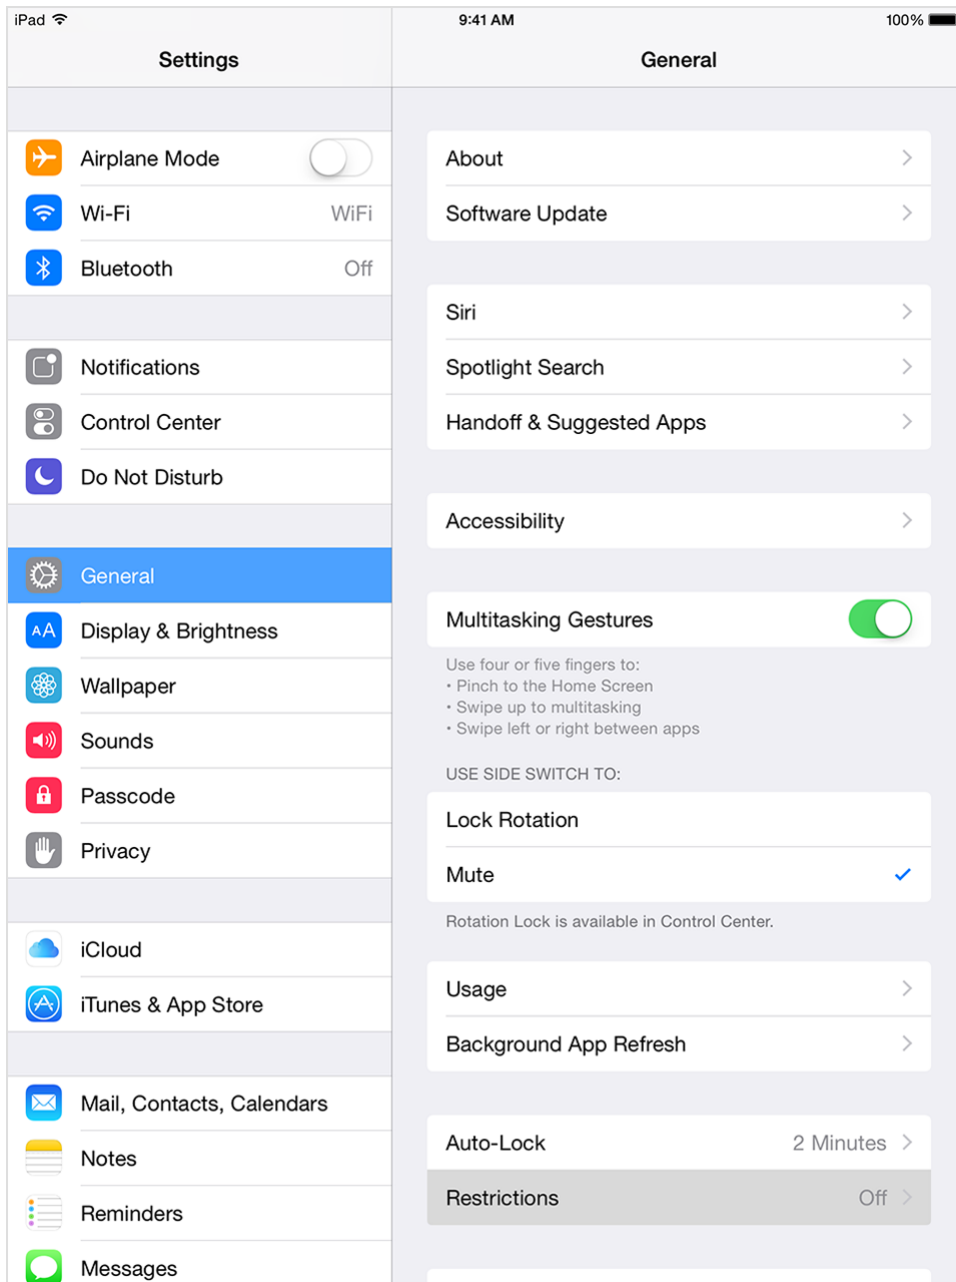 iPad 9:41 AM 100%
Settings
Airplane Mode
Wi-Fi WiFi
Bluetooth Off
Notifications
Control Center
Do Not Disturb
General
AA Display & Brightness
Wallpaper
Sounds
Passcode
Privacy
iCloud
iTunes & App Store
Mail, Contacts, Calendars
Notes
Reminders
Messages
General
About
Software Update
Siri
Spotlight Search
Handoff & Suggested Apps
Accessibility
Multitasking Gestures
Use four or five fingers to:
• Pinch to the Home Screen
• Swipe up to multitasking
• Swipe left or right between apps
USE SIDE SWITCH TO:
Lock Rotation
Mute
Rotation Lock is available in Control Center.
Usage
Background App Refresh
Auto-Lock 2 Minutes
Restrictions Off